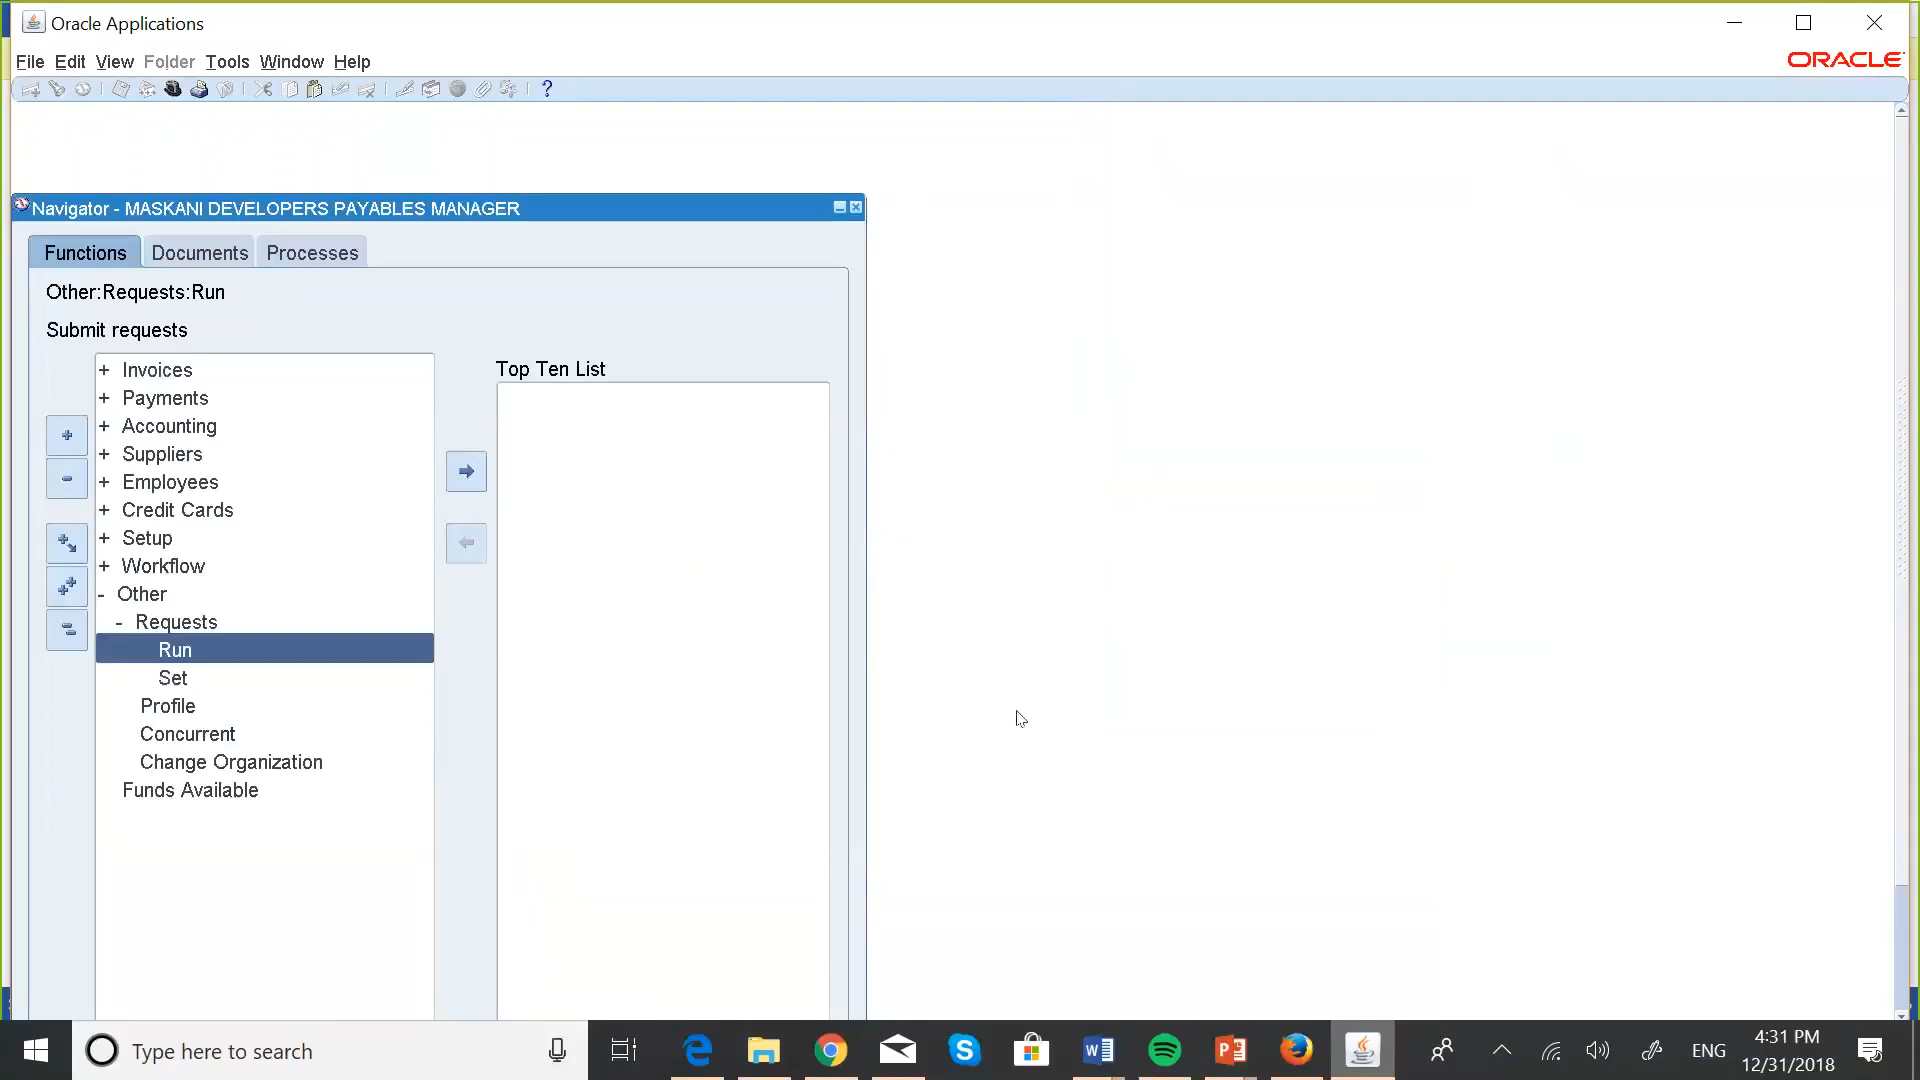 Oracle Applications
File Edit View Folder Tools Window Help
ORACLE
?
Navigator - MASKANI DEVELOPERS PAYABLES MANAGER
Functions Documents Processes
Other:Requests:Run
Submit requests
Top Ten List
+ Invoices
+ Payments
+ Accounting
+ Suppliers
+ Employees
+ Credit Cards
+ Setup
+ Workflow
- Other
- Requests
Run
Set
Profile
Concurrent
Change Organization
Funds Available
Type here to search
ENG
4:31 PM
12/31/2018